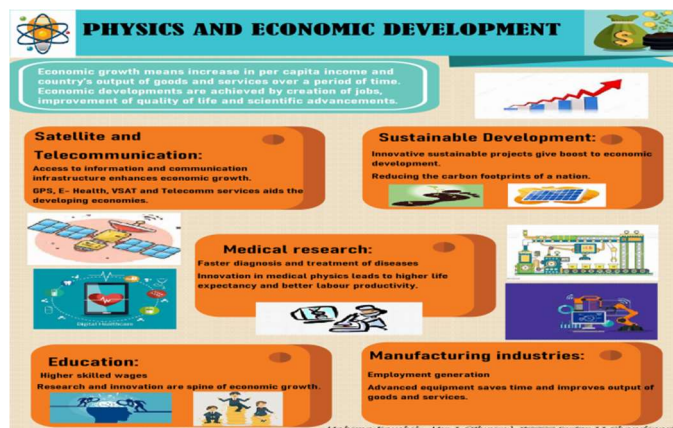 PHYSICS AND ECONOMIC DEVELOPMENT
Economic growth means increase in per capita income and
country's output of goods and services over a period of time.
Economic developments are achieved by creation of jobs,
improvement of quality of life and scientific advancements.
Satellite and
Telecommunication:
Access to information and communication
infrastructure enhances economic growth.
GPS, E- Health, VSAT and Telecomm services aids the
developing economies.
Sustainable Development:
Innovative sustainable projects give boost to economic
development.
Reducing the carbon footprints of a nation.
Medical research:
Faster diagnosis and treatment of diseases
Innovation in medical physics leads to higher life
expectancy and better labour productivity.
Digital Healthcare
Education:
Higher skilled wages
Research and innovation are spine of economic growth.
Manufacturing industries:
Employment generation
Advanced equipment saves time and improves output of
goods and services.